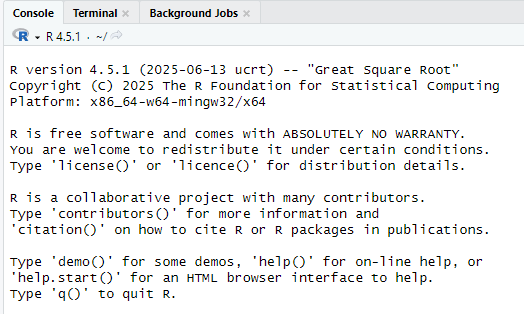 Console Terminal × Background Jobs ×
R R 4.5.1 · ~/
R version 4.5.1 (2025-06-13 ucrt) -- "Great Square Root"
Copyright (C) 2025 The R Foundation for Statistical Computing
Platform: x86_64-w64-mingw32/x64
R is free software and comes with ABSOLUTELY NO WARRANTY.
You are welcome to redistribute it under certain conditions.
Type 'license()' or 'licence()' for distribution details.
R is a collaborative project with many contributors.
Type 'contributors()' for more information and
'citation()' on how to cite R or R packages in publications.
Type 'demo()' for some demos, 'help()' for on-line help, or
'help.start()' for an HTML browser interface to help.
Type 'q()' to quit R.